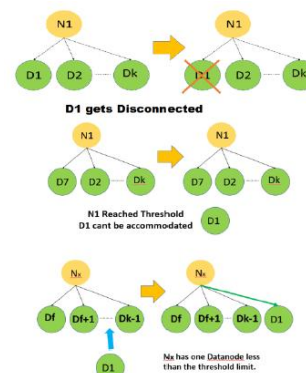 N1
N1
D1 D2 Dk
D1 D2 Dk
D1 gets Disconnected
N1
N1
D7 D2 Dk
D7 D2 Dk
N1 Reached Threshold
D1 cant be accommodated
D1
Nx
Nx
Df Df+1 Dk-1
Df Df+1 Dk-1 D1
D1
Nx has one Datanode less
than the threshold limit.